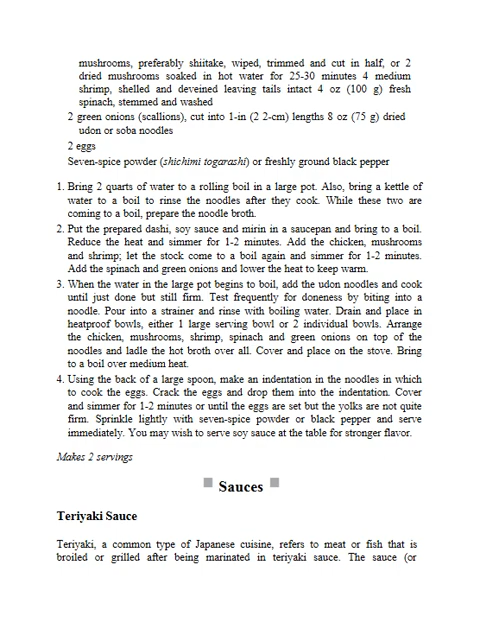 mushrooms, preferably shiitake, wiped, trimmed and cut in half, or 2
dried mushrooms soaked in hot water for 25-30 minutes 4 medium
shrimp, shelled and deveined leaving tails intact 4 oz (100 g) fresh
spinach, stemmed and washed
2 green onions (scallions), cut into 1-in (2 2-cm) lengths 8 oz (75 g) dried
udon or soba noodles
2 eggs
Seven-spice powder (shichimi togarashi) or freshly ground black pepper
1. Bring 2 quarts of water to a rolling boil in a large pot. Also, bring a kettle of
water to a boil to rinse the noodles after they cook. While these two are
coming to a boil, prepare the noodle broth.
2. Put the prepared dashi, soy sauce and mirin in a saucepan and bring to a boil.
Reduce the heat and simmer for 1-2 minutes. Add the chicken, mushrooms
and shrimp; let the stock come to a boil again and simmer for 1-2 minutes.
Add the spinach and green onions and lower the heat to keep warm.
3. When the water in the large pot begins to boil, add the udon noodles and cook
until just done but still firm. Test frequently for doneness by biting into a
noodle. Pour into a strainer and rinse with boiling water. Drain and place in
heatproof bowls, either 1 large serving bowl or 2 individual bowls. Arrange
the chicken, mushrooms, shrimp, spinach and green onions on top of the
noodles and ladle the hot broth over all. Cover and place on the stove. Bring
to a boil over medium heat.
4. Using the back of a large spoon, make an indentation in the noodles in which
to cook the eggs. Crack the eggs and drop them into the indentation. Cover
and simmer for 1-2 minutes or until the eggs are set but the yolks are not quite
firm. Sprinkle lightly with seven-spice powder or black pepper and serve
immediately. You may wish to serve soy sauce at the table for stronger flavor.
Makes 2 servings
Sauces
Teriyaki Sauce
Teriyaki, a common type of Japanese cuisine, refers to meat or fish that is
broiled or grilled after being marinated in teriyaki sauce. The sauce (or